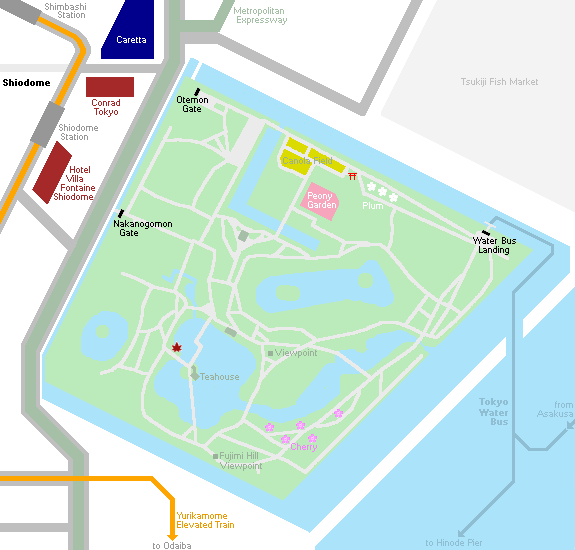 Shimbashi
Station
Metropolitan
Expressway
Caretta
Shiodome
Tsukiji Fish Market
Conrad
Tokyo
Otemon
Gate
Shiodome
Station
Canola Field
Hotel
Villa
Fontaine
Shiodome
Peony
Garden
Plum
Nakanogomon
Gate
Water Bus
Landing
Viewpoint
Teahouse
Tokyo
Water
Bus
from
Asakusa
Cherry
Fujimi Hill
Viewpoint
Yurikamome
Elevated Train
to Odaiba
to Hinode Pier